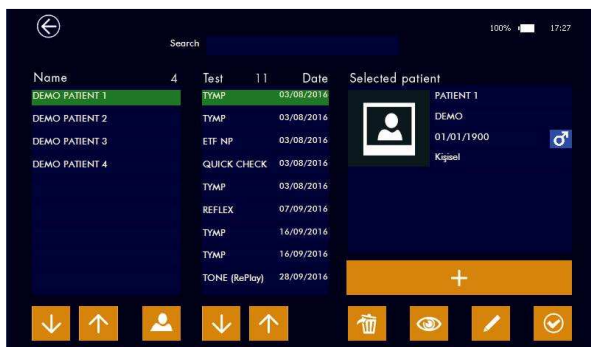 100% 17:27
Search
Name 4 Test 11 Date Selected patient
DEMO PATIENT 1 TYMP 03/08/2016 PATIENT 1
DEMO PATIENT 2 TYMP 03/08/2016 DEMO
DEMO PATIENT 3 ETF NP 03/08/2016 01/01/1900
DEMO PATIENT 4 QUICK CHECK 03/08/2016 Kişisel
TYMP 03/08/2016
REFLEX 07/09/2016
TYMP 16/09/2016
TYMP 16/09/2016
TONE (RePlay) 28/09/2016